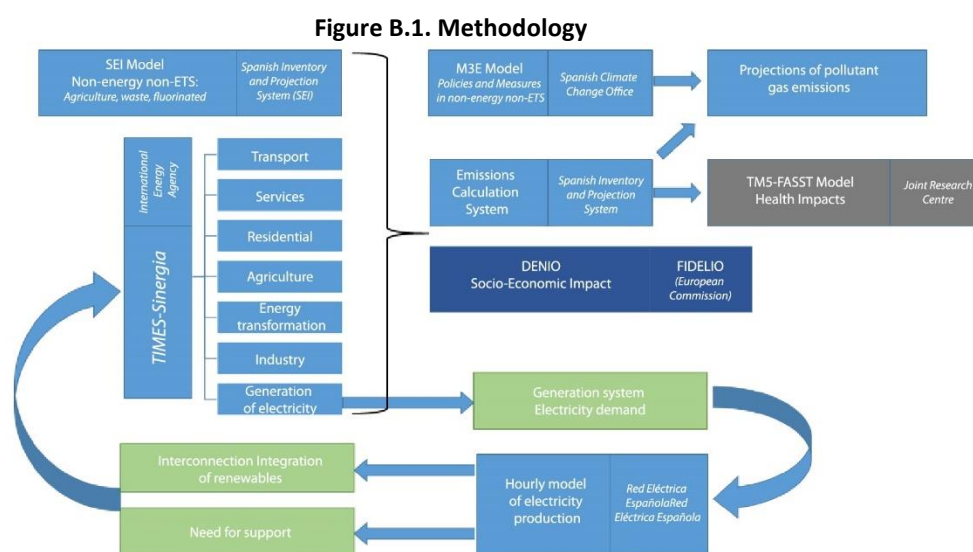 Figure B.1. Methodology
SEI Model
Non-energy non-ETS:
Agriculture, waste, fluorinated
Spanish Inventory
and Projection
System (SEI)
M3E Model
Policies and Measures
in non-energy non-ETS
Spanish Climate
Change Office
Projections of pollutant
gas emissions
International
Energy
Agency
TIMES-Sinergia
Transport
Services
Residential
Agriculture
Energy
transformation
Industry
Generation
of electricity
Emissions
Calculation
System
Spanish Inventory
and Projection
System
TM5-FASST Model
Health Impacts
Joint Research
Centre
DENIO
Socio-Economic Impact
FIDELIO
(European
Commission)
Generation system
Electricity demand
Interconnection Integration
of renewables
Need for support
Hourly model
of electricity
production
Red Eléctrica
EspañolaRed
Eléctrica Española